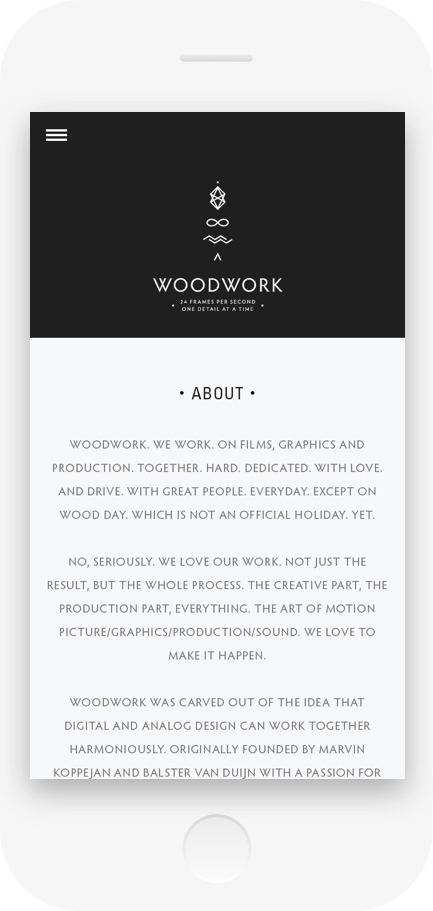 WOODWORK
24 FRAMES PER SECOND
ONE DETAIL AT A TIME
• ABOUT •
WOODWORK. WE WORK. ON FILMS, GRAPHICS AND
PRODUCTION. TOGETHER. HARD. DEDICATED. WITH LOVE.
AND DRIVE. WITH GREAT PEOPLE. EVERYDAY. EXCEPT ON
WOOD DAY. WHICH IS NOT AN OFFICIAL HOLIDAY. YET.
NO, SERIOUSLY. WE LOVE OUR WORK. NOT JUST THE
RESULT, BUT THE WHOLE PROCESS. THE CREATIVE PART, THE
PRODUCTION PART, EVERYTHING. THE ART OF MOTION
PICTURE/GRAPHICS/PRODUCTION/SOUND. WE LOVE TO
MAKE IT HAPPEN.
WOODWORK WAS CARVED OUT OF THE IDEA THAT
DIGITAL AND ANALOG DESIGN CAN WORK TOGETHER
HARMONIOUSLY. ORIGINALLY FOUNDED BY MARVIN
KOPPEJAN AND BALSTER VAN DUIJN WITH A PASSION FOR